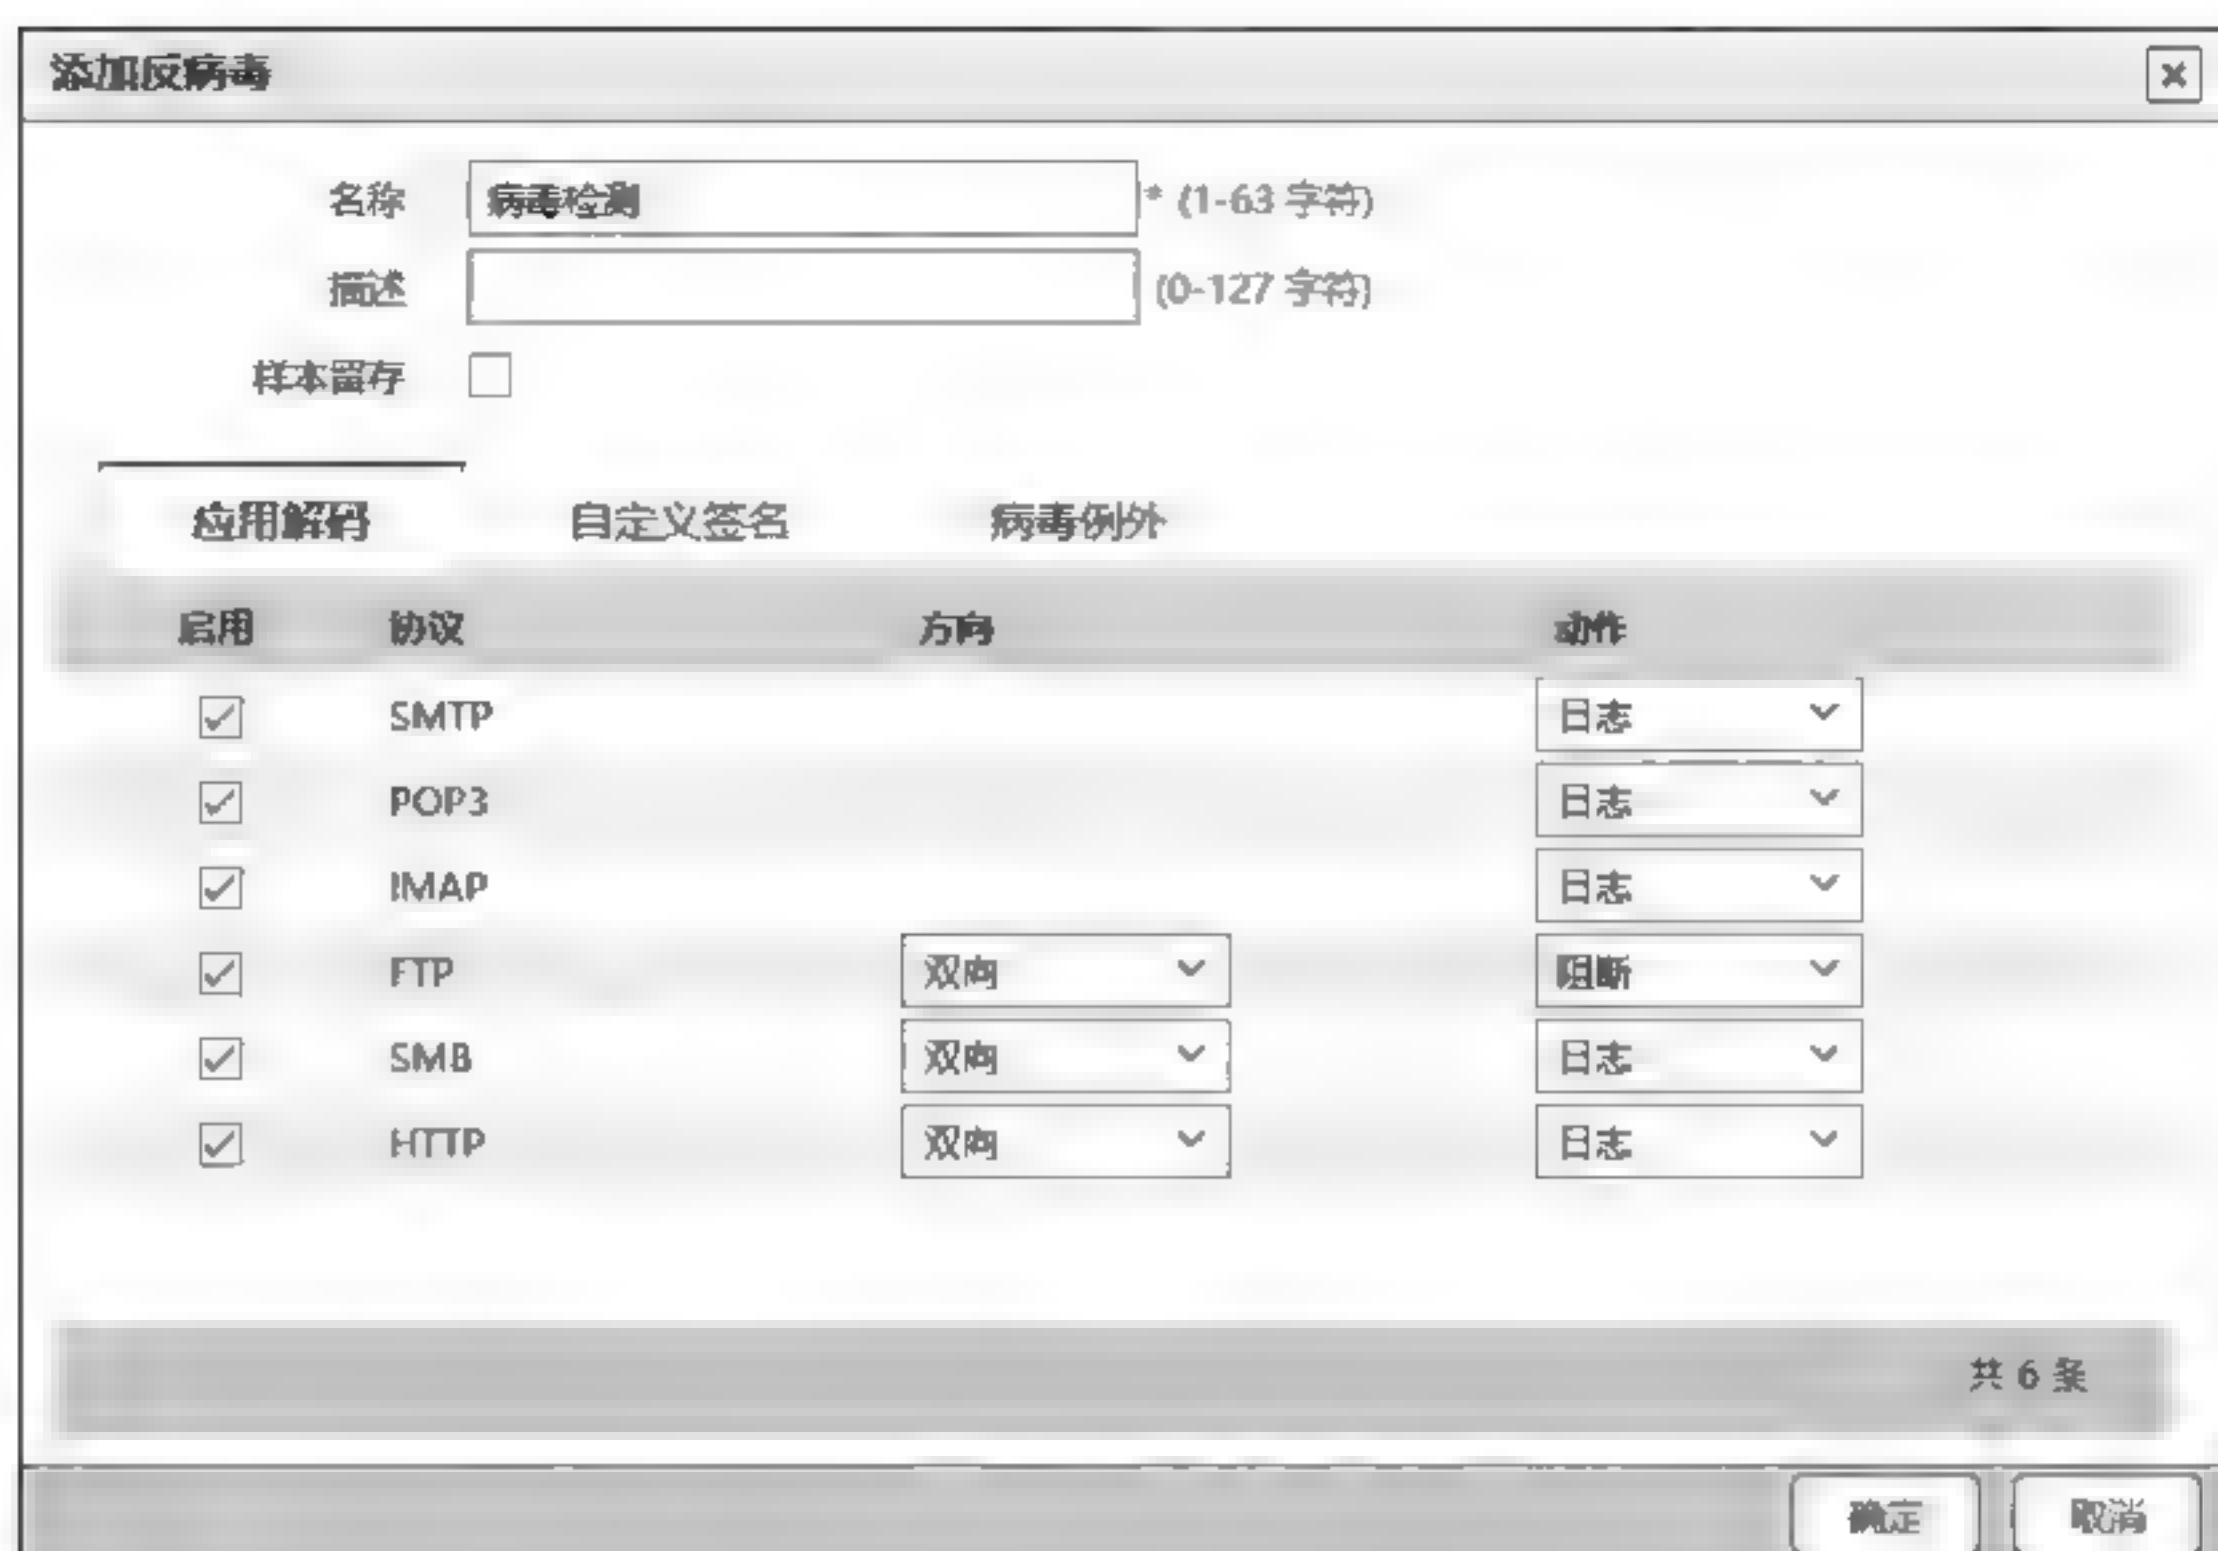 添加反病毒
名称 病毒检测 * (1-63 字符)
描述 (0-127 字符)
样本留存
应用解码 自定义签名 病毒例外
启用 协议 方向 动作
SMTP 日志
POP3 日志
IMAP 日志
FTP 双向 阻断
SMB 双向 日志
HTTP 双向 日志
共 6 条
确定 取消